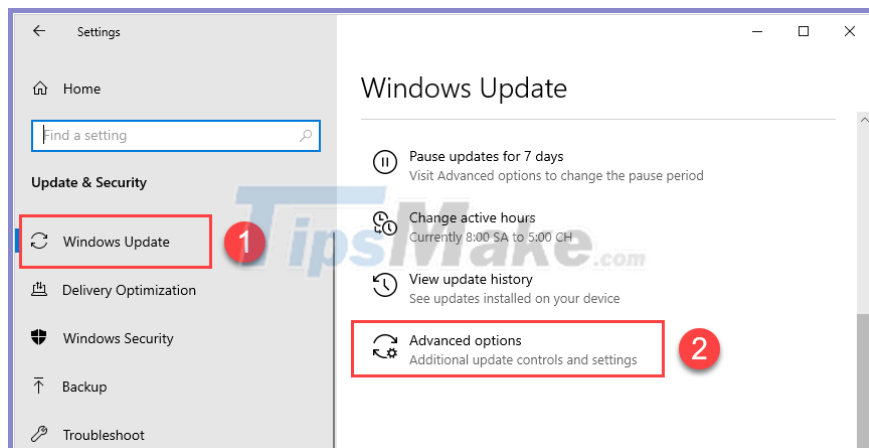 Settings
Home
Find a setting
Update & Security
Windows Update
1
Delivery Optimization
Windows Security
Backup
Troubleshoot
Windows Update
Pause updates for 7 days
Visit Advanced options to change the pause period
Change active hours
Currently 8:00 SA to 5:00 CH
View update history
See updates installed on your device
Advanced options
Additional update controls and settings
2
TipsMake.com